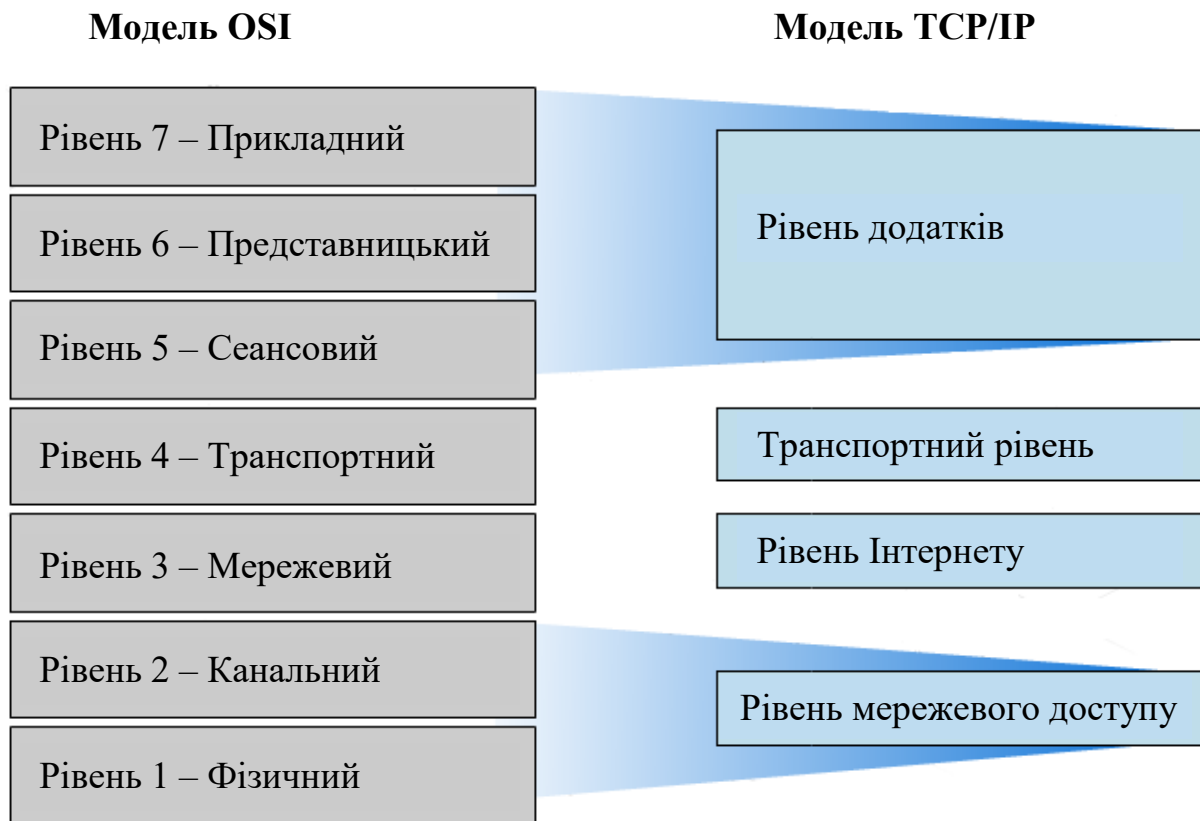 Модель OSI
Модель TCP/IP
Рівень 7 – Прикладний
Рівень 6 – Представницький
Рівень 5 – Сеансовий
Рівень 4 – Транспортний
Рівень 3 – Мережевий
Рівень 2 – Канальний
Рівень 1 – Фізичний
Рівень додатків
Транспортний рівень
Рівень Інтернету
Рівень мережевого доступу